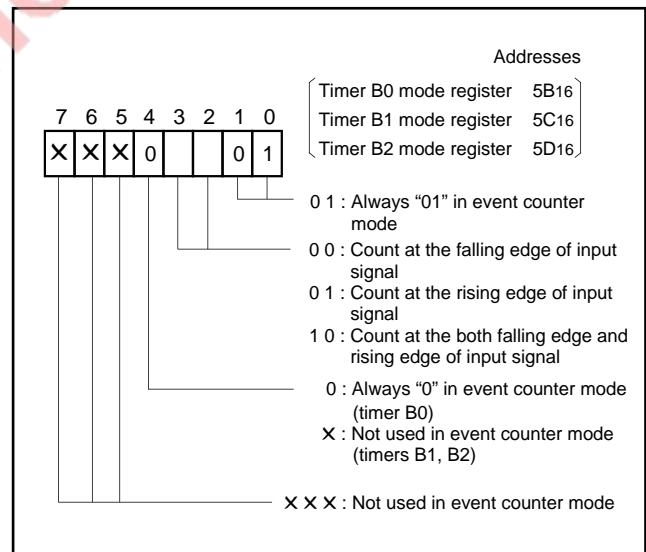 Addresses
Timer B0 mode register 5B16
Timer B1 mode register 5C16
Timer B2 mode register 5D16
7 6 5 4 3 2 1 0
X X X 0 0 1
0 1 : Always “01” in event counter
mode
0 0 : Count at the falling edge of input
signal
0 1 : Count at the rising edge of input
signal
1 0 : Count at the both falling edge and
rising edge of input signal
0 : Always “0” in event counter mode
(timer B0)
X : Not used in event counter mode
(timers B1, B2)
X X X : Not used in event counter mode